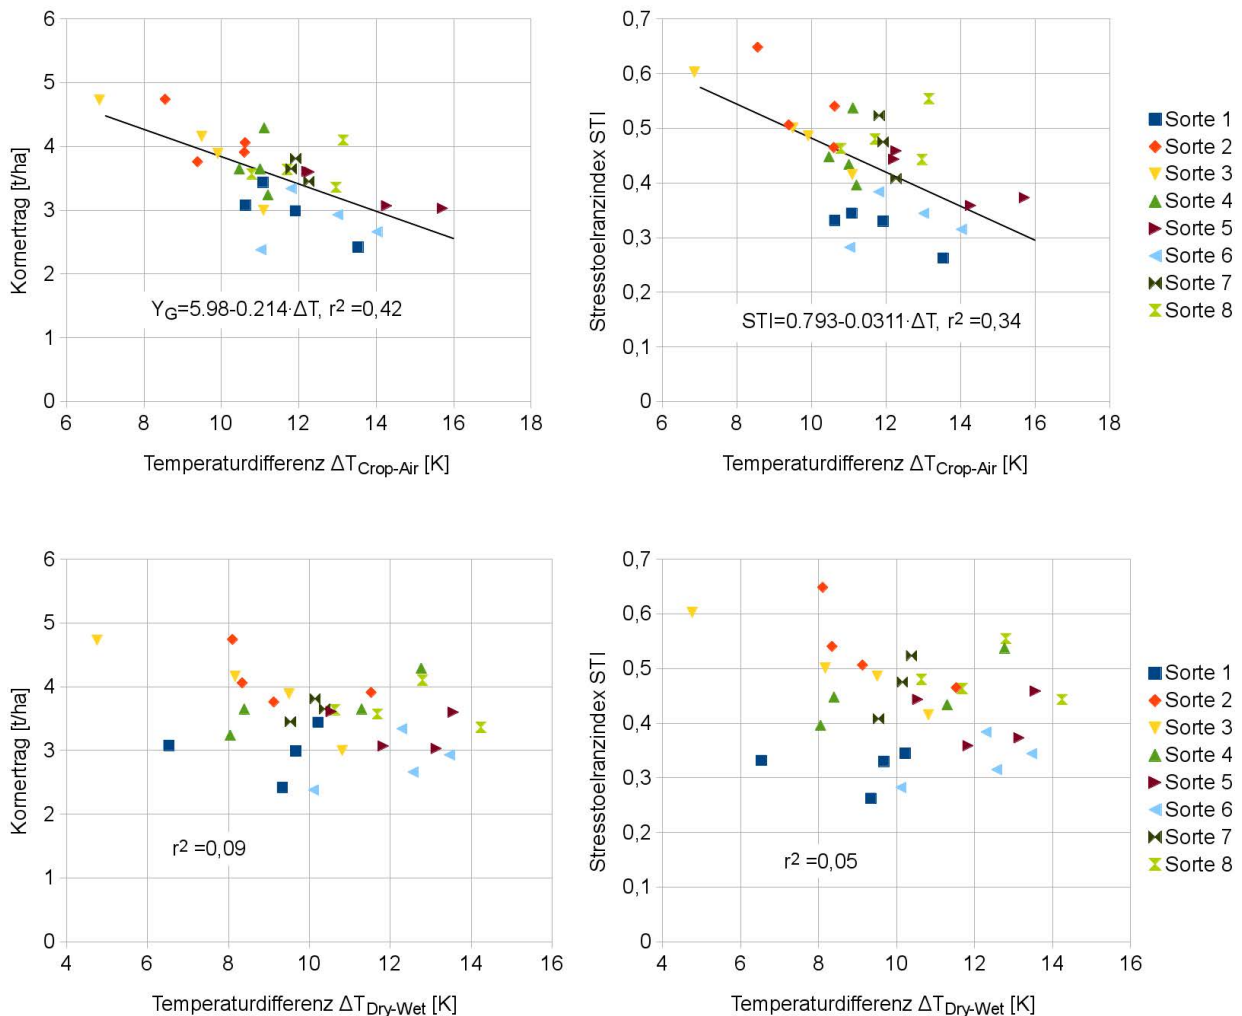 6
5
4
3
2
1
0
Kornertrag [t/ha]
6 8 10 12 14 16 18
Temperaturdifferenz ΔTCrop-Air [K]
YG=5.98-0.214·ΔT, r2 =0,42
0,7
0,6
0,5
0,4
0,3
0,2
0,1
0
Stresstoelranzindex STI
6 8 10 12 14 16 18
Temperaturdifferenz ΔTCrop-Air [K]
STI=0.793-0.0311·ΔT, r2 =0,34
Sorte 1
Sorte 2
Sorte 3
Sorte 4
Sorte 5
Sorte 6
Sorte 7
Sorte 8
6
5
4
3
2
1
0
Kornertrag [t/ha]
4 6 8 10 12 14 16
Temperaturdifferenz ΔTDry-Wet [K]
r2 =0,09
0,7
0,6
0,5
0,4
0,3
0,2
0,1
0
Stresstoelranzindex STI
4 6 8 10 12 14 16
Temperaturdifferenz ΔTDry-Wet [K]
r2 =0,05
Sorte 1
Sorte 2
Sorte 3
Sorte 4
Sorte 5
Sorte 6
Sorte 7
Sorte 8